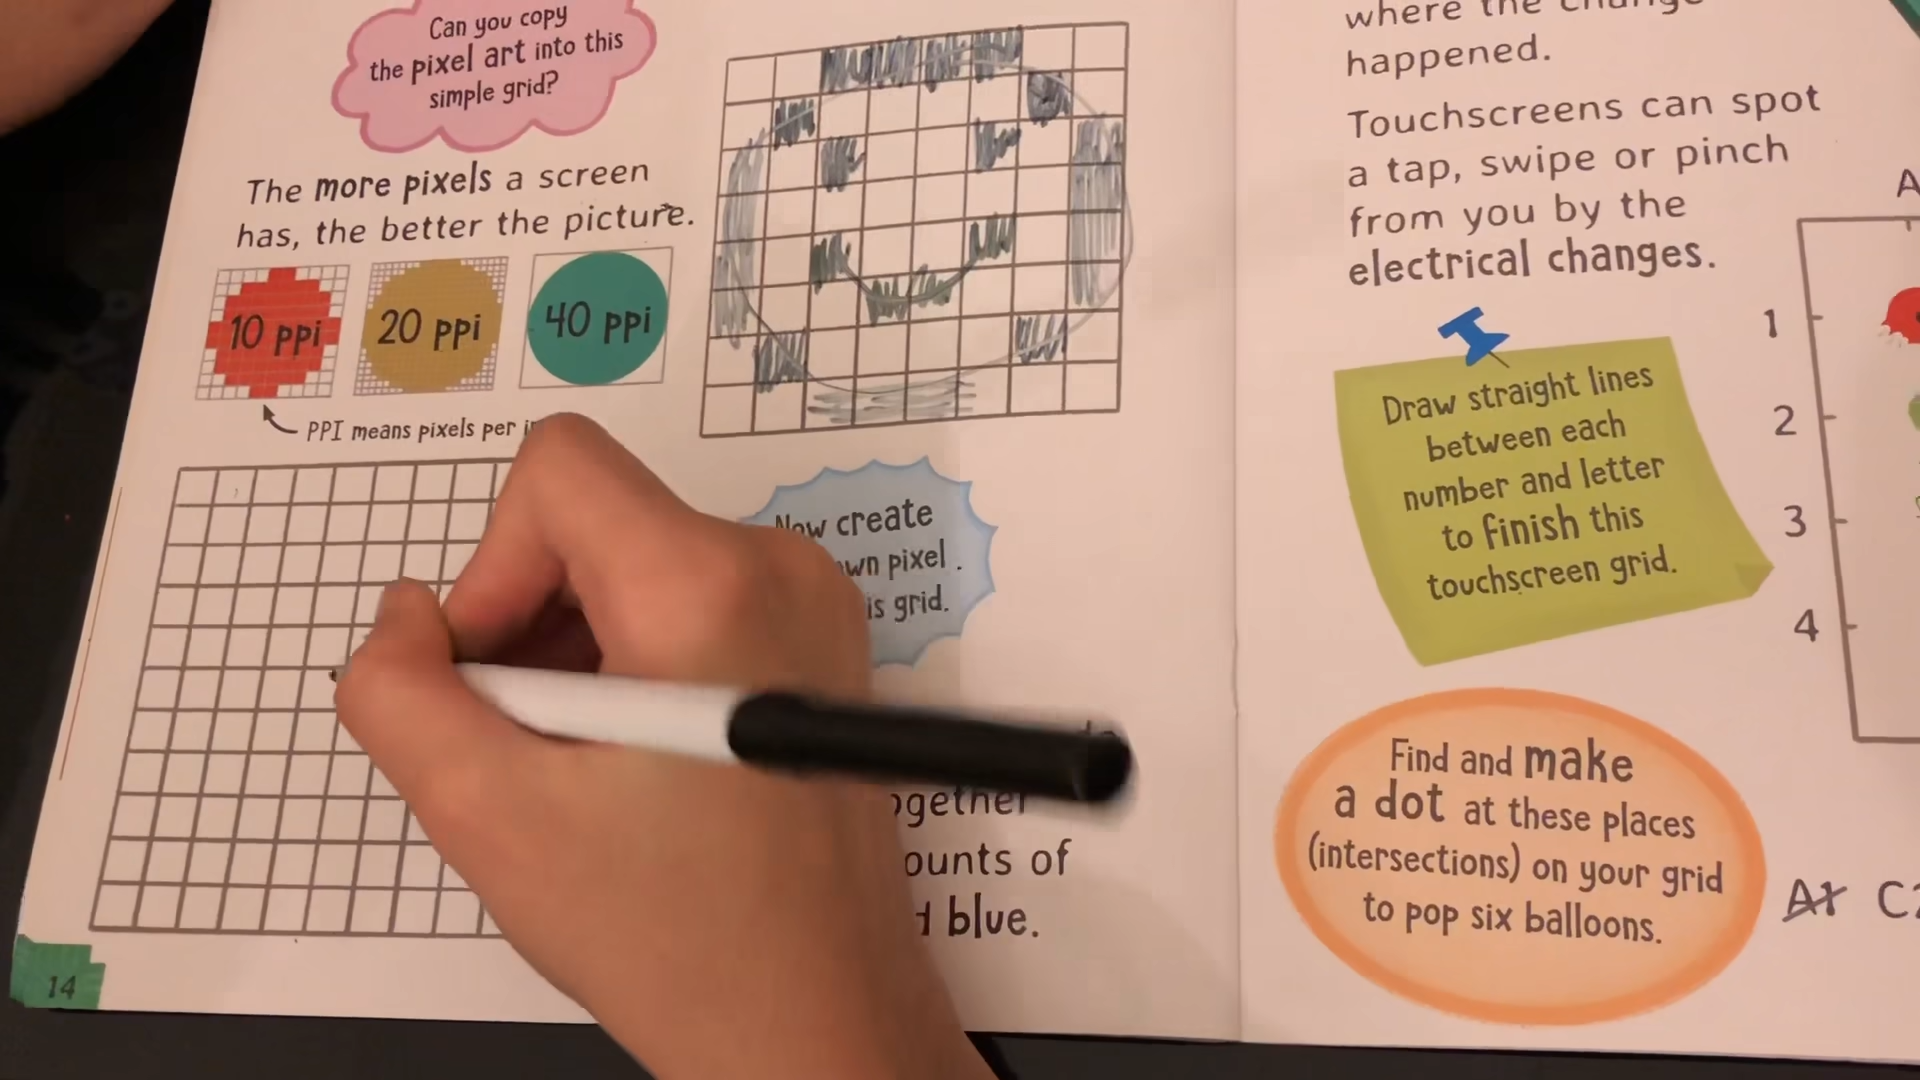 Can you copy
the pixel art into this
simple grid?
The more pixels a screen
has, the better the picture.
10 ppi
20 ppi
40 ppi
PPI means pixels per
Now create
own pixel
grid.
blue.
14
where the
happened.
Touchscreens can spot
a tap, swipe or pinch
from you by the
electrical changes.
Draw straight lines
between each
number and letter
to finish this
touchscreen grid.
Find and make
a dot at these places
(intersections) on your grid
to pop six balloons.
A
1
2
3
4
A1